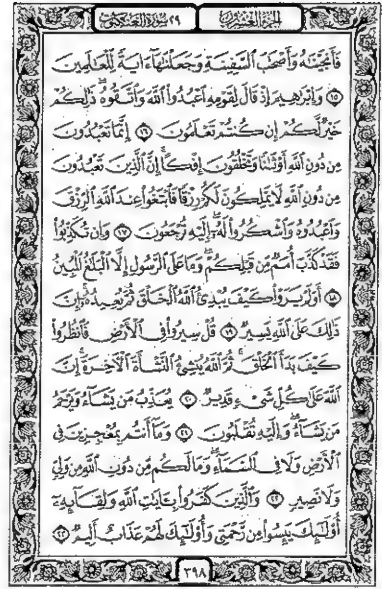 الجزء العشرون ٢٩ سورة العنكبوت
فَأَنجَيْنَٰهُ وَأَصْحَٰبَ ٱلسَّفِينَةِ وَجَعَلْنَٰهَآ ءَايَةً لِّلْعَٰلَمِينَ
١٥ وَإِبْرَٰهِيمَ إِذْ قَالَ لِقَوْمِهِ ٱعْبُدُوا۟ ٱللَّهَ وَٱتَّقُوهُ ذَٰلِكُمْ
خَيْرٌ لَّكُمْ إِن كُنتُمْ تَعْلَمُونَ ١٦ إِنَّمَا تَعْبُدُونَ
مِن دُونِ ٱللَّهِ أَوْثَٰنًا وَتَخْلُقُونَ إِفْكًا إِنَّ ٱلَّذِينَ تَعْبُدُونَ
مِن دُونِ ٱللَّهِ لَا يَمْلِكُونَ لَكُمْ رِزْقًا فَٱبْتَغُوا۟ عِندَ ٱللَّهِ ٱلرِّزْقَ
وَٱعْبُدُوهُ وَٱشْكُرُوا۟ لَهُۥٓ إِلَيْهِ تُرْجَعُونَ ١٧ وَإِن تُكَذِّبُوا۟
فَقَدْ كَذَّبَ أُمَمٌ مِّن قَبْلِكُمْ وَمَا عَلَى ٱلرَّسُولِ إِلَّا ٱلْبَلَٰغُ ٱلْمُبِينُ
١٨ أَوَلَمْ يَرَوْا۟ كَيْفَ يُبْدِئُ ٱللَّهُ ٱلْخَلْقَ ثُمَّ يُعِيدُهُۥٓ إِنَّ
ذَٰلِكَ عَلَى ٱللَّهِ يَسِيرٌ ١٩ قُلْ سِيرُوا۟ فِى ٱلْأَرْضِ فَٱنظُرُوا۟
كَيْفَ بَدَأَ ٱلْخَلْقَ ثُمَّ ٱللَّهُ يُنشِئُ ٱلنَّشْأَةَ ٱلْءَاخِرَةَ إِنَّ
ٱللَّهَ عَلَىٰ كُلِّ شَىْءٍ قَدِيرٌ ٢٠ يُعَذِّبُ مَن يَشَآءُ وَيَرْحَمُ
مَن يَشَآءُ وَإِلَيْهِ تُقْلَبُونَ ٢١ وَمَآ أَنتُم بِمُعْجِزِينَ فِى
ٱلْأَرْضِ وَلَا فِى ٱلسَّمَآءِ وَمَا لَكُم مِّن دُونِ ٱللَّهِ مِن وَلِىٍّ
وَلَا نَصِيرٍ ٢٢ وَٱلَّذِينَ كَفَرُوا۟ بِـَٔايَٰتِ ٱللَّهِ وَلِقَآئِهِۦٓ
أُو۟لَٰٓئِكَ يَئِسُوا۟ مِن رَّحْمَتِى وَأُو۟لَٰٓئِكَ لَهُمْ عَذَابٌ أَلِيمٌ ٢٣
٣٩٨